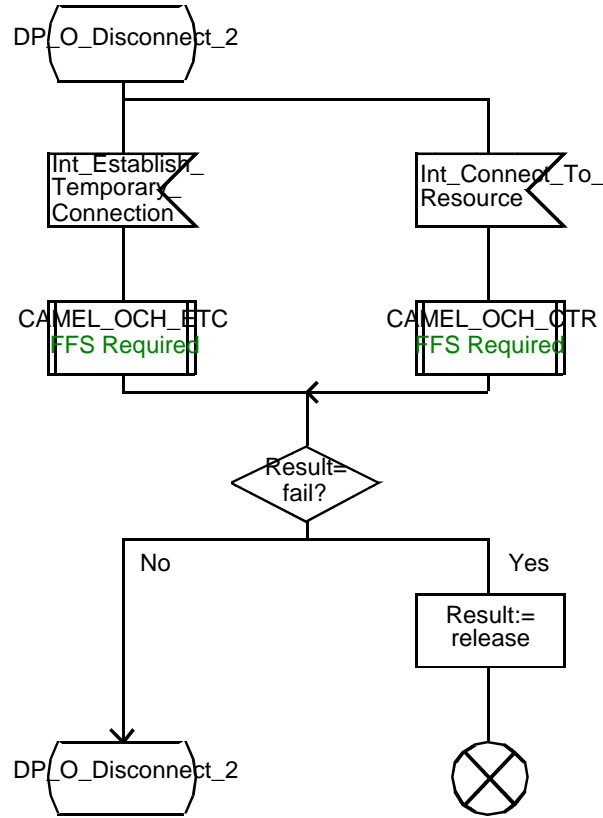 DP_O_Disconnect_2
Int_Establish_
Temporary_
Connection
Int_Connect_To_
Resource
CAMEL_OCH_ETC
FFS Required
CAMEL_OCH_CTR
FFS Required
Result=
fail?
No
Yes
Result:=
release
DP_O_Disconnect_2